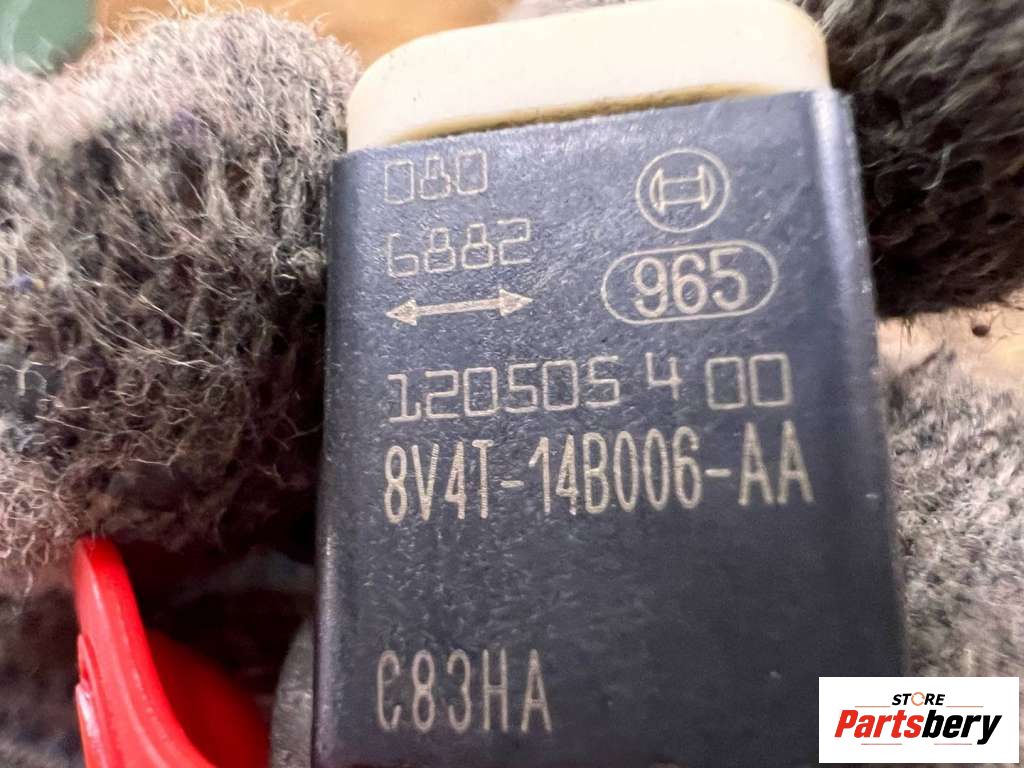 080
6882
965
120505 4 00
8V4T-14B006-AA
C83HA
STORE
Partsbery